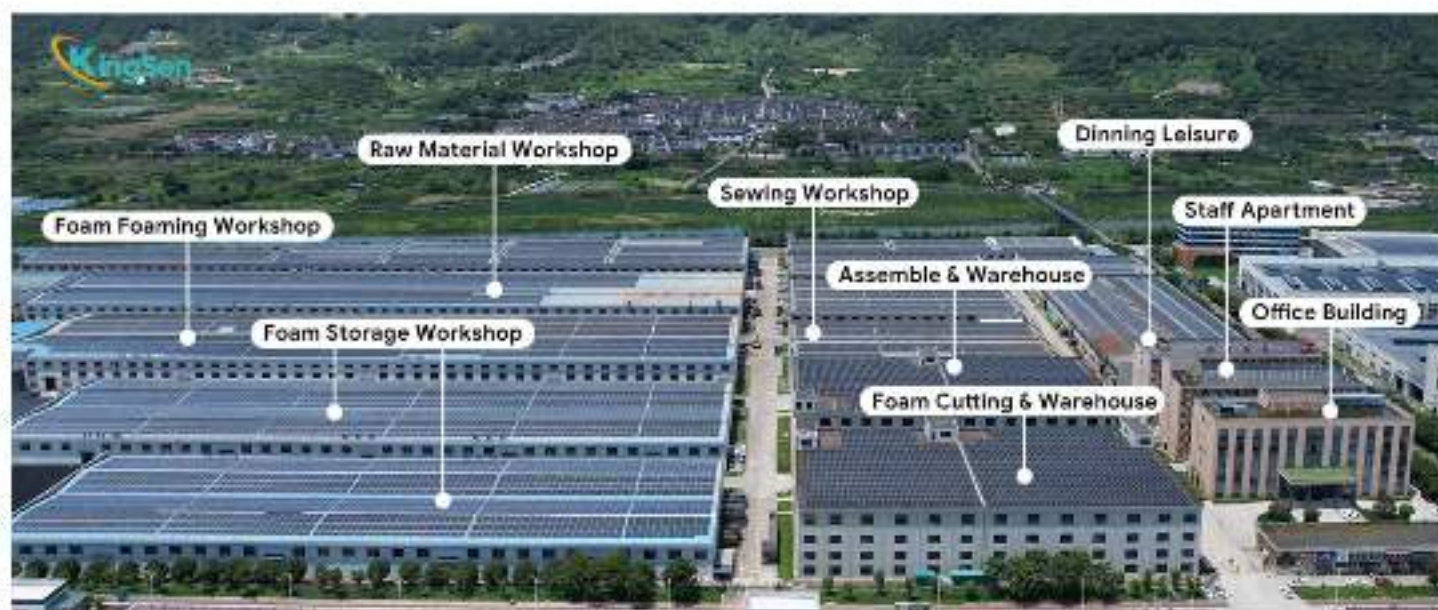 KingSen
Raw Material Workshop
Dinning Leisure
Sewing Workshop
Staff Apartment
Foam Foaming Workshop
Assemble & Warehouse
Office Building
Foam Storage Workshop
Foam Cutting & Warehouse